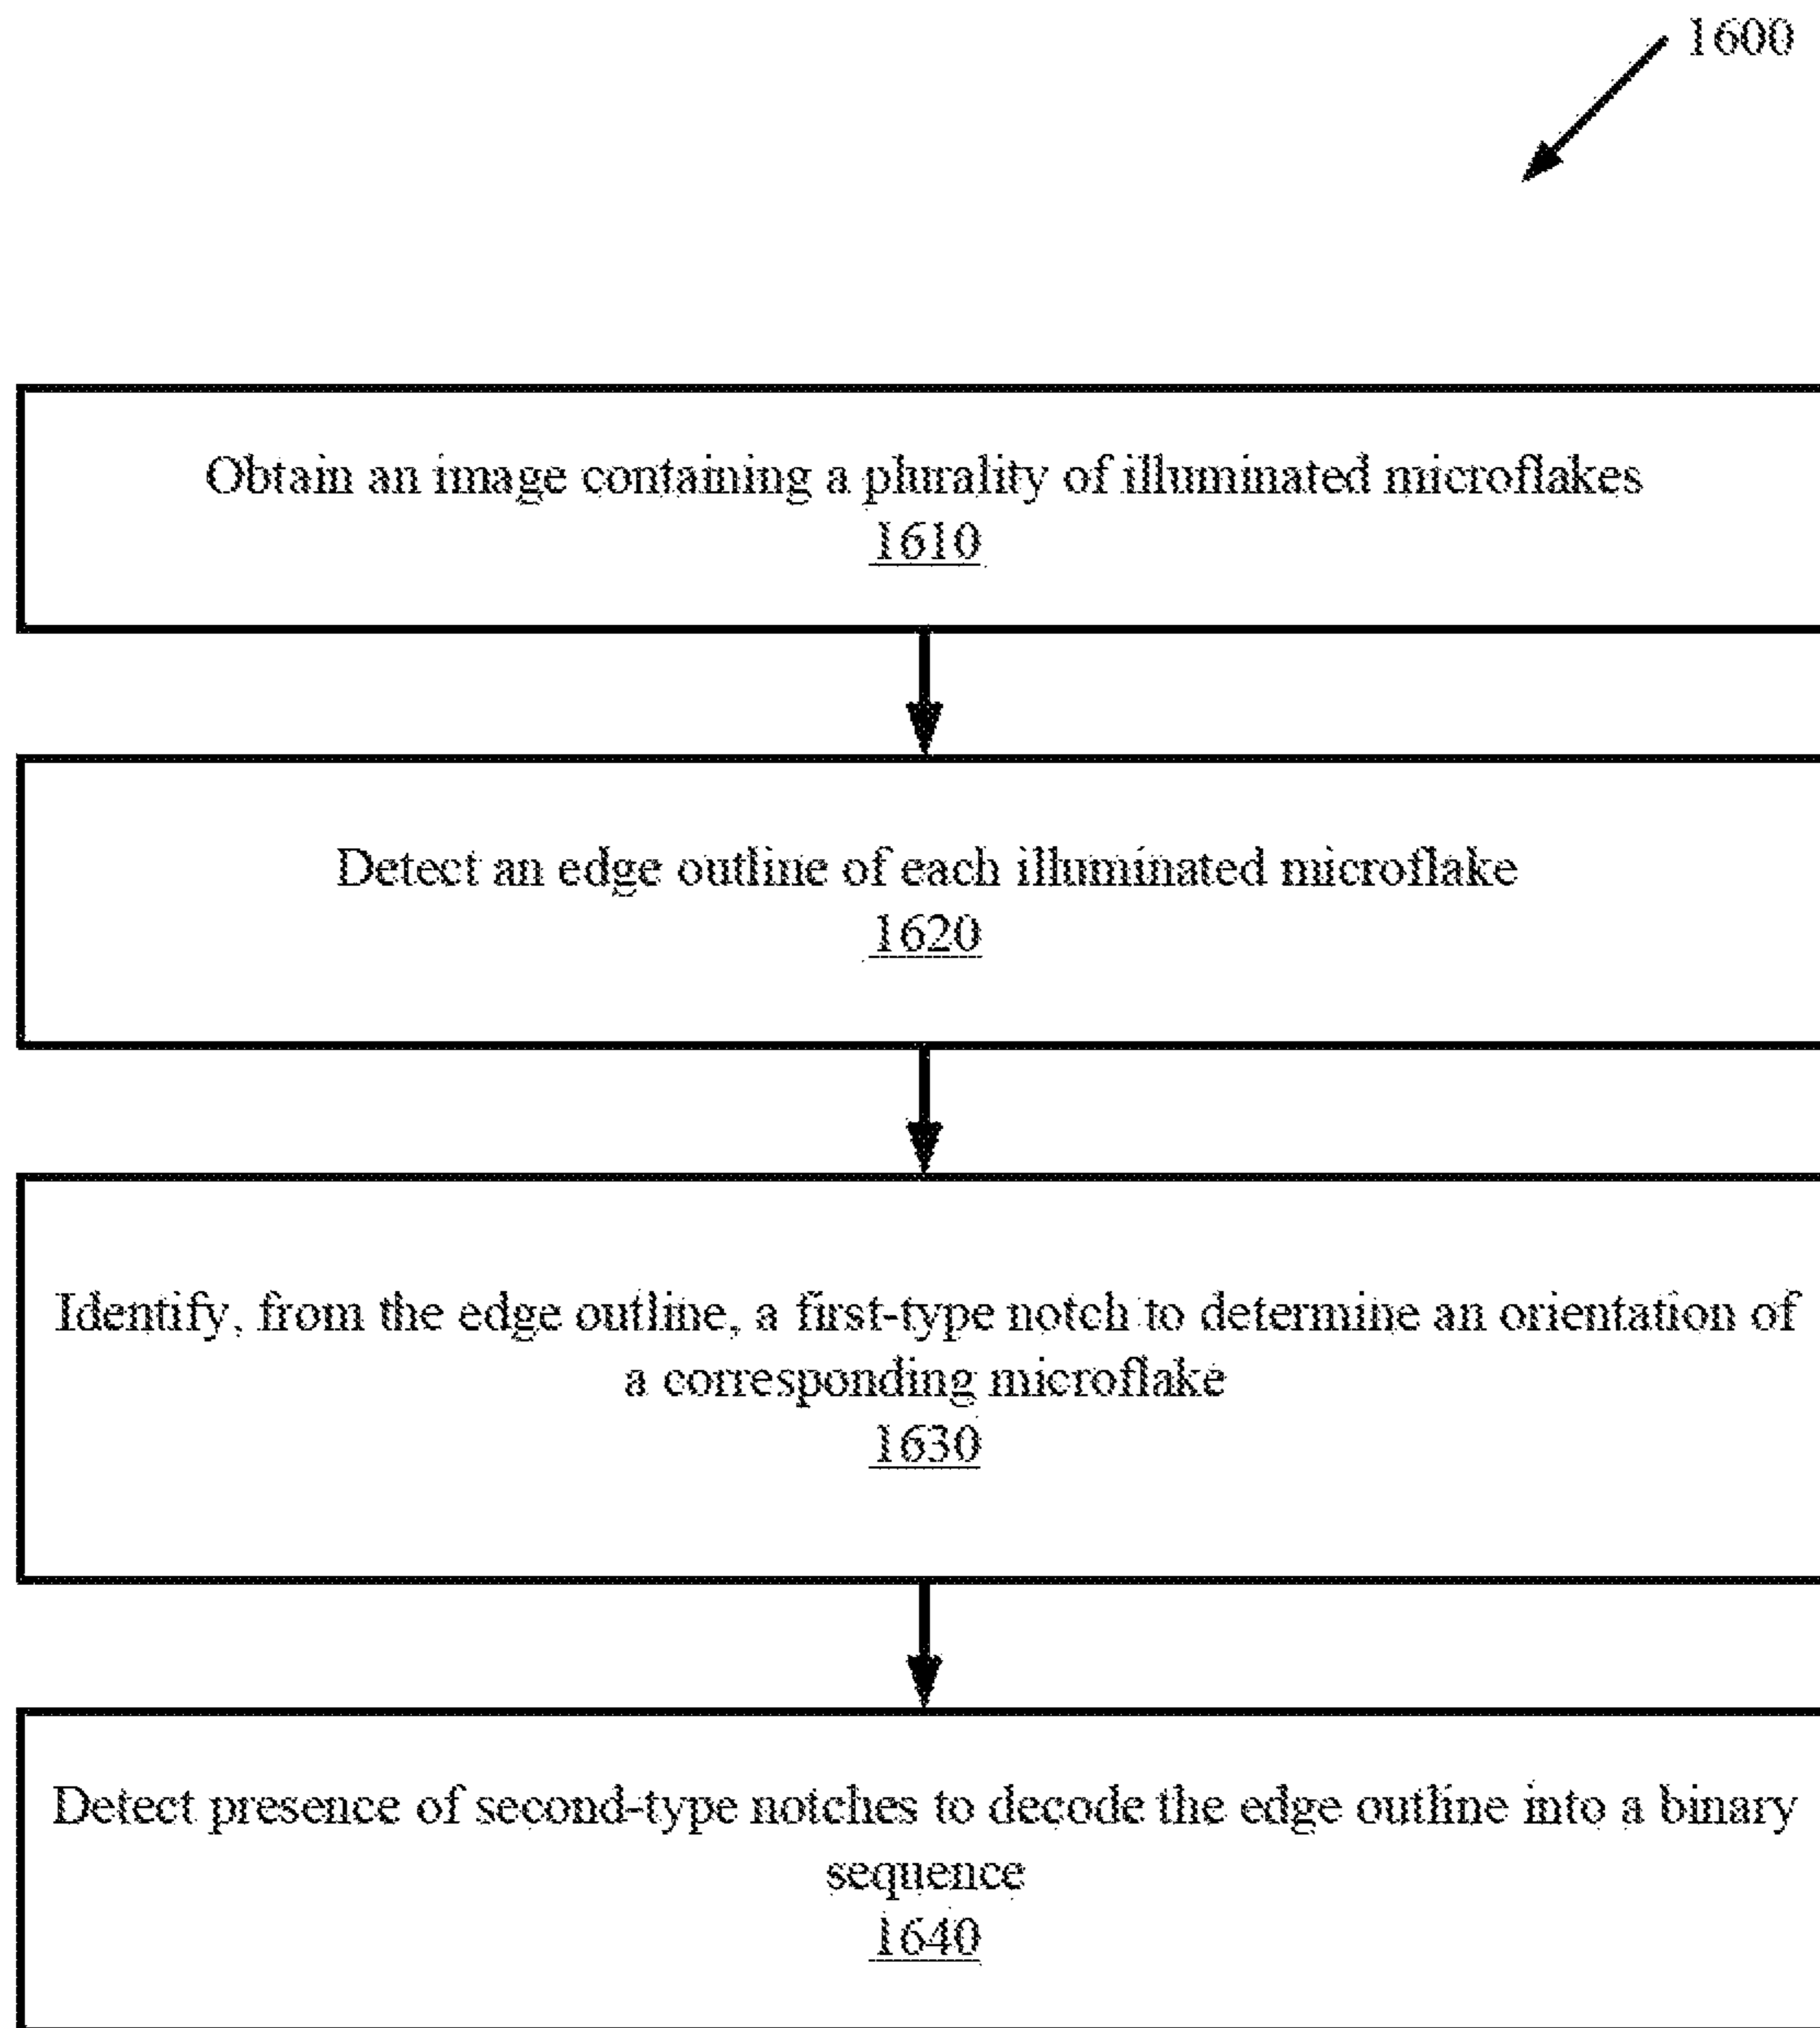 1600
Obtain an image containing a plurality of illuminated microflakes
1610
Detect an edge outline of each illuminated microflake
1620
Identify, from the edge outline, a first-type notch to determine an orientation of
a corresponding microflake
1630
Detect presence of second-type notches to decode the edge outline into a binary
sequence
1640